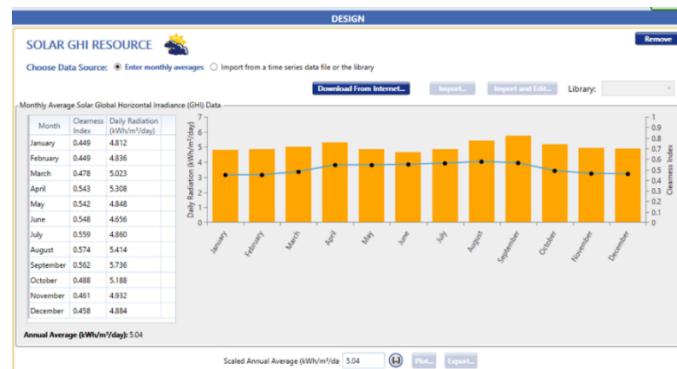 DESIGN
SOLAR GHI RESOURCE
Remove
Choose Data Source: Enter monthly averages Import from a time series data file or the library
Download From Internet... Import... Import and Edit... Library:
Monthly Average Solar Global Horizontal Irradiance (GHI) Data
Month Clearness Index Daily Radiation (kWh/m²/day)
January 0.449 4.812
February 0.449 4.836
March 0.478 5.023
April 0.543 5.308
May 0.542 4.848
June 0.548 4.656
July 0.559 4.860
August 0.574 5.414
September 0.562 5.736
October 0.488 5.188
November 0.461 4.932
December 0.458 4.884
Daily Radiation (kWh/m²/day)
7
6
5
4
3
2
1
0
January February March April May June July August September October November December
1
0.9
0.8
0.7
0.6
0.5
0.4
0.3
0.2
0.1
0
Clearness Index
Annual Average (kWh/m²/day): 5.04
Scaled Annual Average (kWh/m²/da 5.04 Plot... Export...